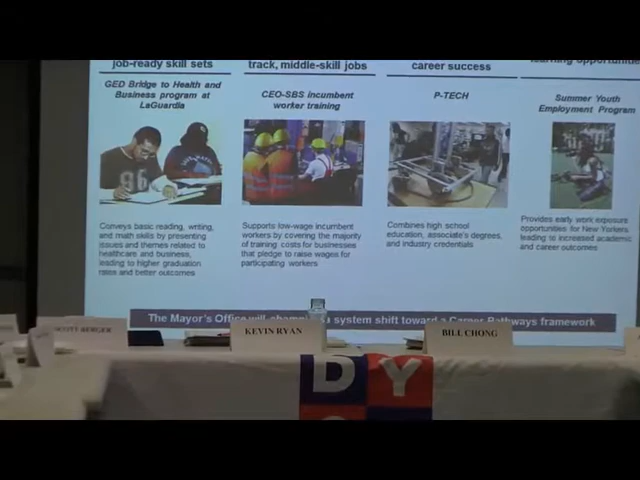 job-ready skill sets
track, middle-skill jobs
career success
learning opportunities
GED Bridge to Health and
Business program at
LaGuardia
CEO-SBS incumbent
worker training
P-TECH
Summer Youth
Employment Program
Conveys basic reading, writing,
and math skills by presenting
issues and themes related to
healthcare and business,
leading to higher graduation
rates and better outcomes
Supports low-wage incumbent
workers by covering the majority
of training costs for businesses
that pledge to raise wages for
participating workers
Combines high school
education, associate's degrees,
and industry credentials
Provides early work exposure
opportunities for New Yorkers
leading to increased academic
and career outcomes
The Mayor's Office will champion a system shift toward a Career Pathways framework
SCOTT BERGER
KEVIN RYAN
BILL CHONG
D Y